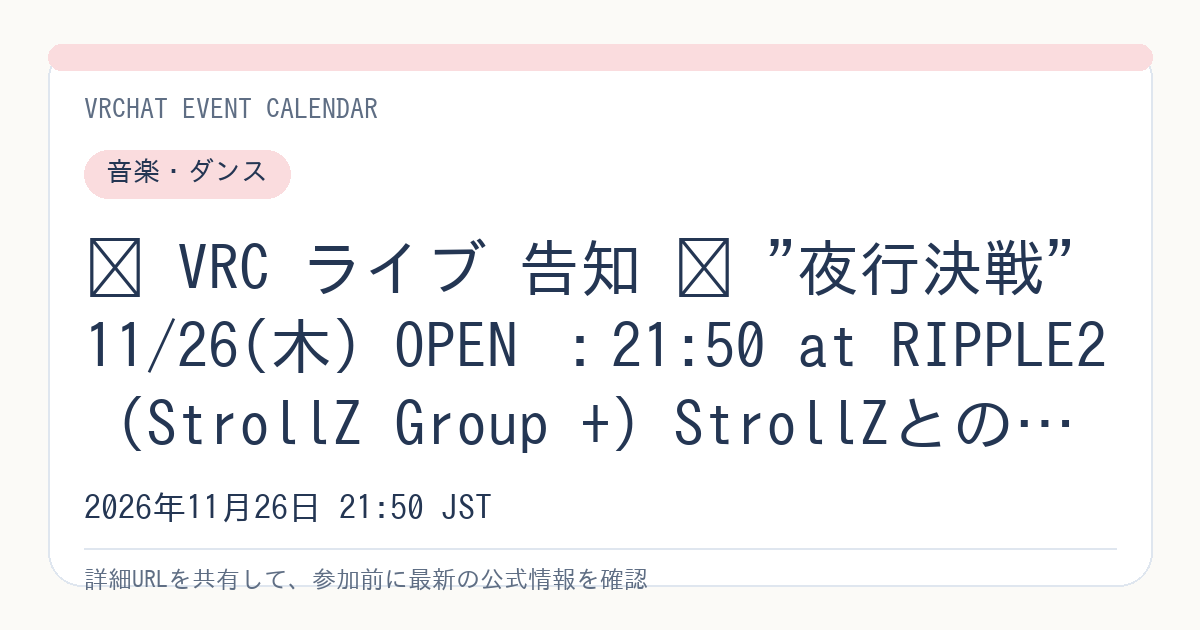 VRCHAT EVENT CALENDAR
音楽・ダンス
VRC ライブ 告知 ”夜行決戦”
11/26(木) OPEN ：21:50 at RIPPLE2
(StrollZ Group +) StrollZとの…
2026年11月26日 21:50 JST
詳細URLを共有して、参加前に最新の公式情報を確認